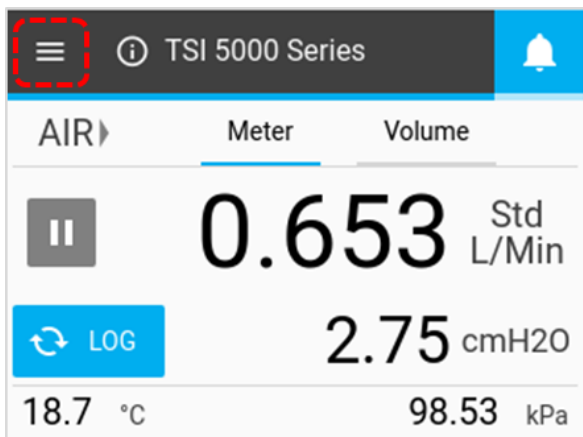 TSI 5000 Series
AIR Meter Volume
0.653 Std L/Min
LOG 2.75 cmH2O
18.7 °C 98.53 kPa